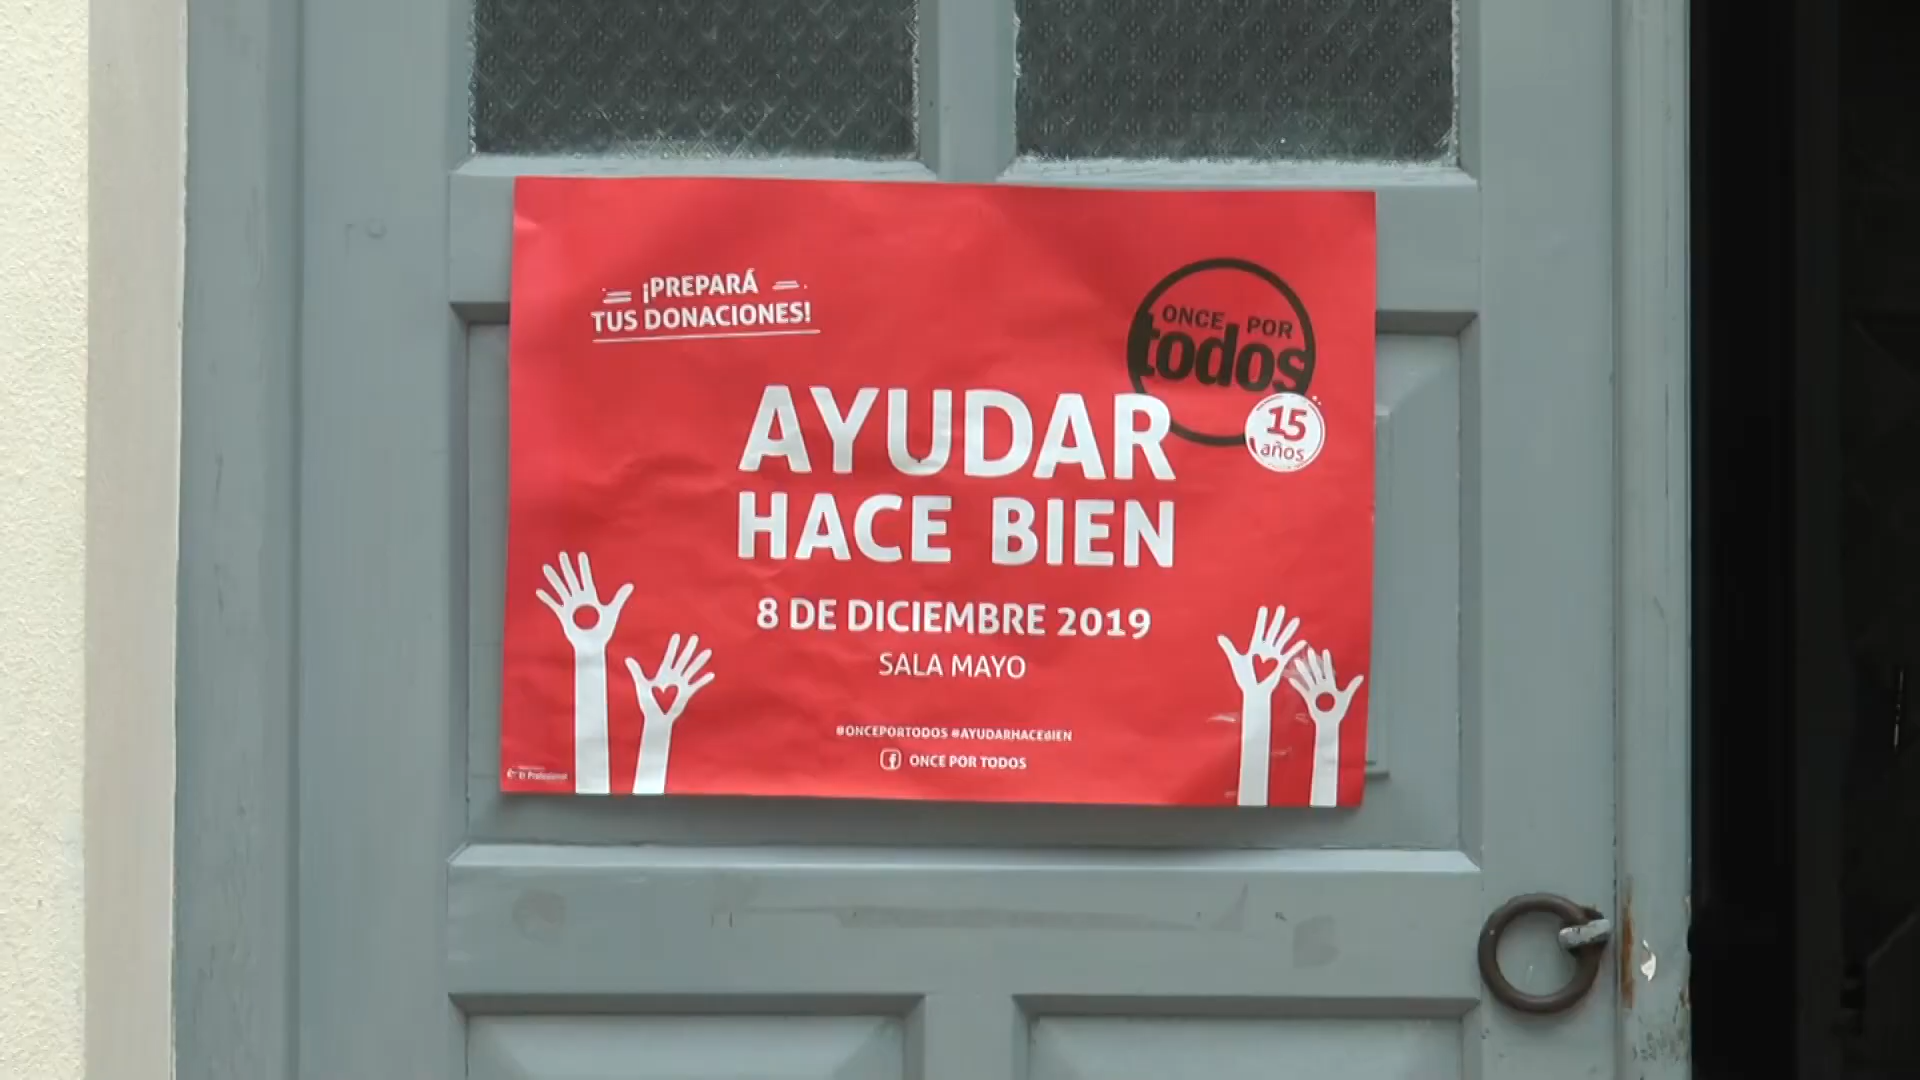 ¡PREPARÁ
TUS DONACIONES!
ONCE POR
todos
15
años
AYUDAR
HACE BIEN
8 DE DICIEMBRE 2019
SALA MAYO
#ONCEPORTODOS #AYUDARHACEBIEN
ONCE POR TODOS